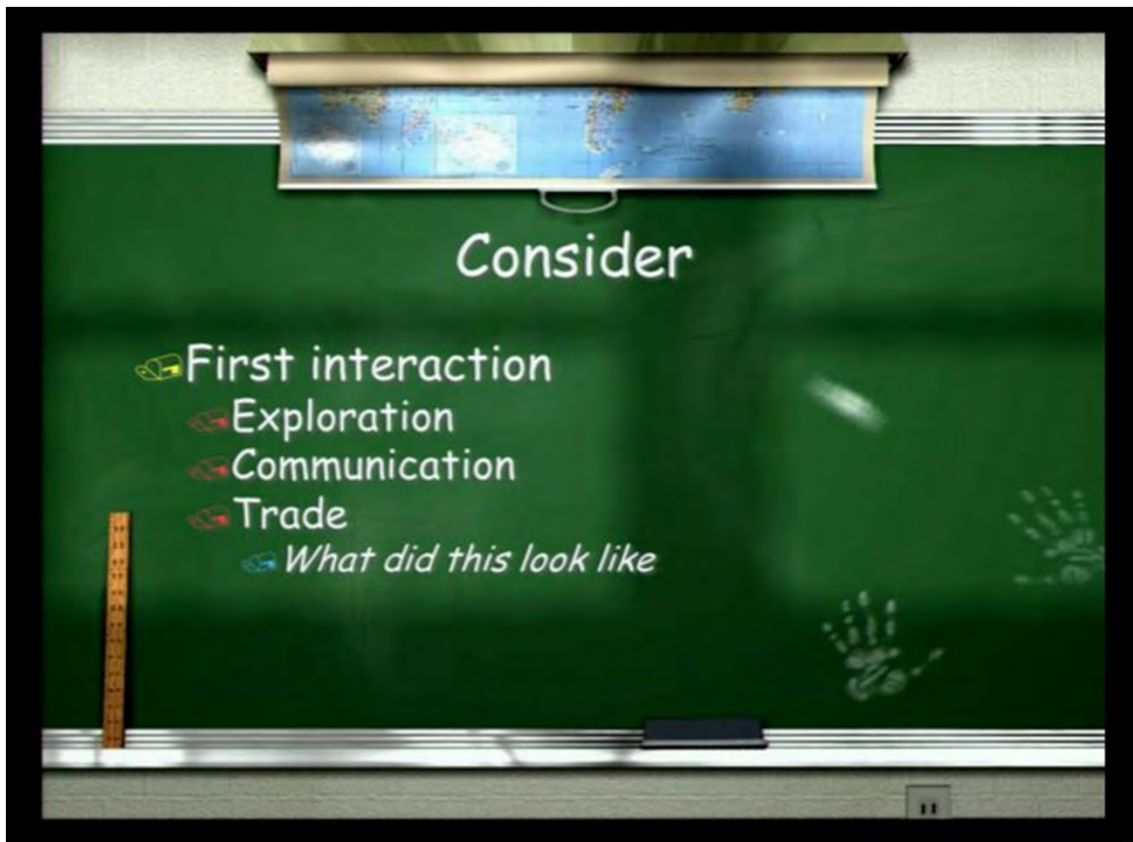 Consider
First interaction
Exploration
Communication
Trade
What did this look like